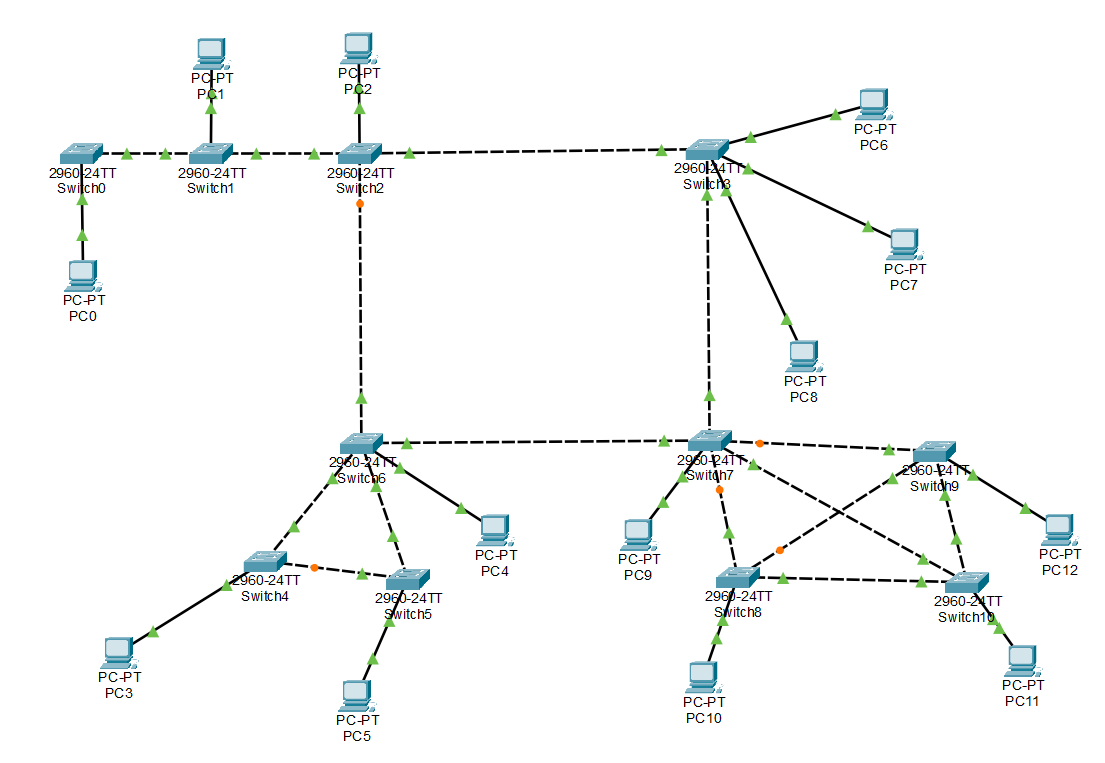 PC-PT
PC1
PC-PT
PC2
PC-PT
PC6
2960-24TT
Switch0
2960-24TT
Switch1
2960-24TT
Switch2
2960-24TT
Switch3
PC-PT
PC7
PC-PT
PC0
PC-PT
PC8
2960-24TT
Switch6
2960-24TT
Switch7
2960-24TT
Switch9
PC-PT
PC4
PC-PT
PC9
PC-PT
PC12
2960-24TT
Switch4
2960-24TT
Switch5
2960-24TT
Switch8
2960-24TT
Switch10
PC-PT
PC3
PC-PT
PC5
PC-PT
PC10
PC-PT
PC11